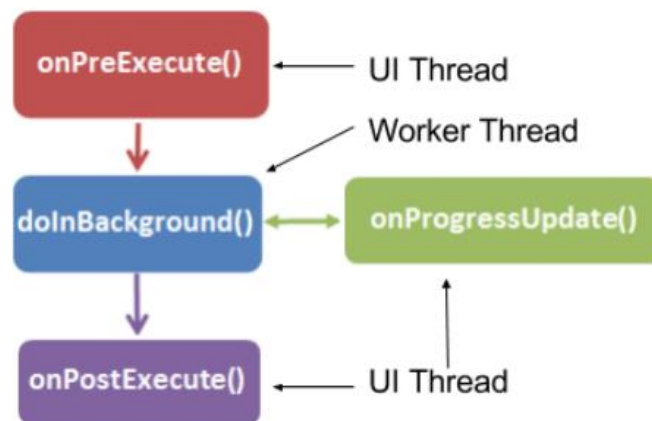 onPreExecute()
UI Thread
Worker Thread
doInBackground()
onProgressUpdate()
onPostExecute()
UI Thread